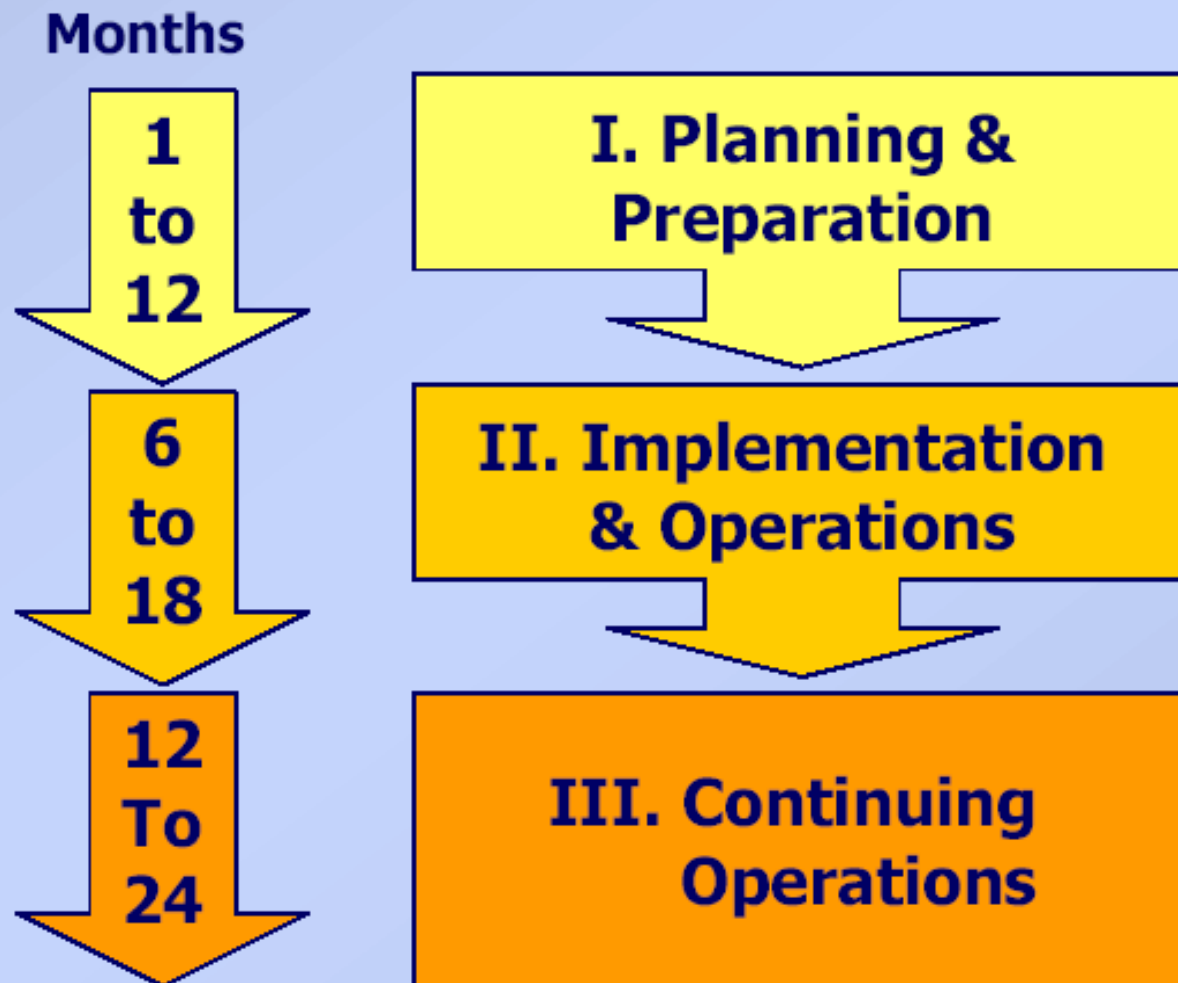 Months
1
to
12
I. Planning &
Preparation
6
to
18
II. Implementation
& Operations
12
To
24
III. Continuing
Operations